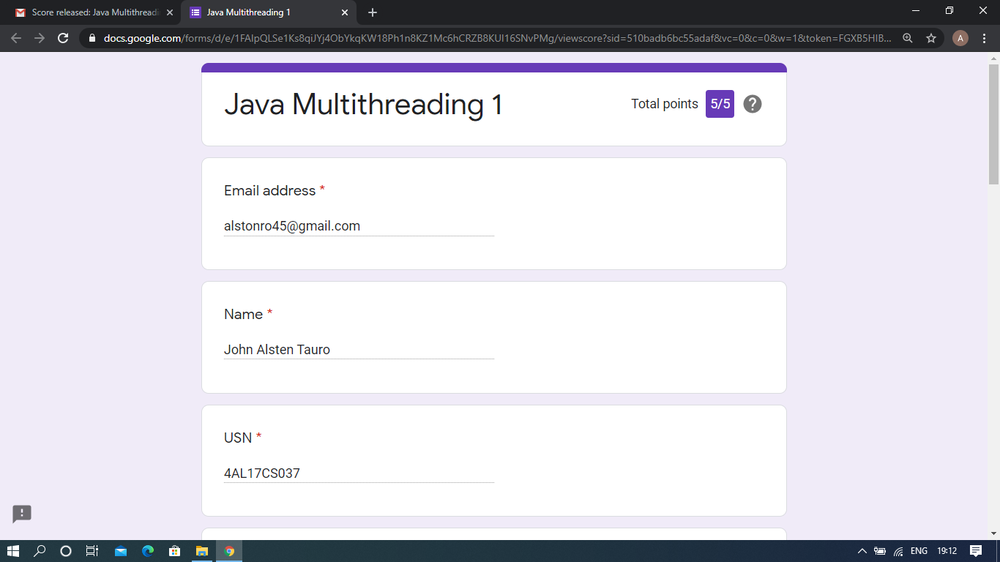 Score released: Java Multithreadi
Java Multithreading 1
docs.google.com/forms/d/e/1FAIpQLSe1Ks8qiJYj4ObYkqKW18Ph1n8KZ1Mc6hCRZB8KUI16SNvPMg/viewscore?sid=510badb6bc55adaf&vc=0&c=0&w=1&token=FGXB5HIB...
A
Java Multithreading 1
Total points 5/5
Email address *
alstonro45@gmail.com
Name *
John Alsten Tauro
USN *
4AL17CS037
ENG 19:12